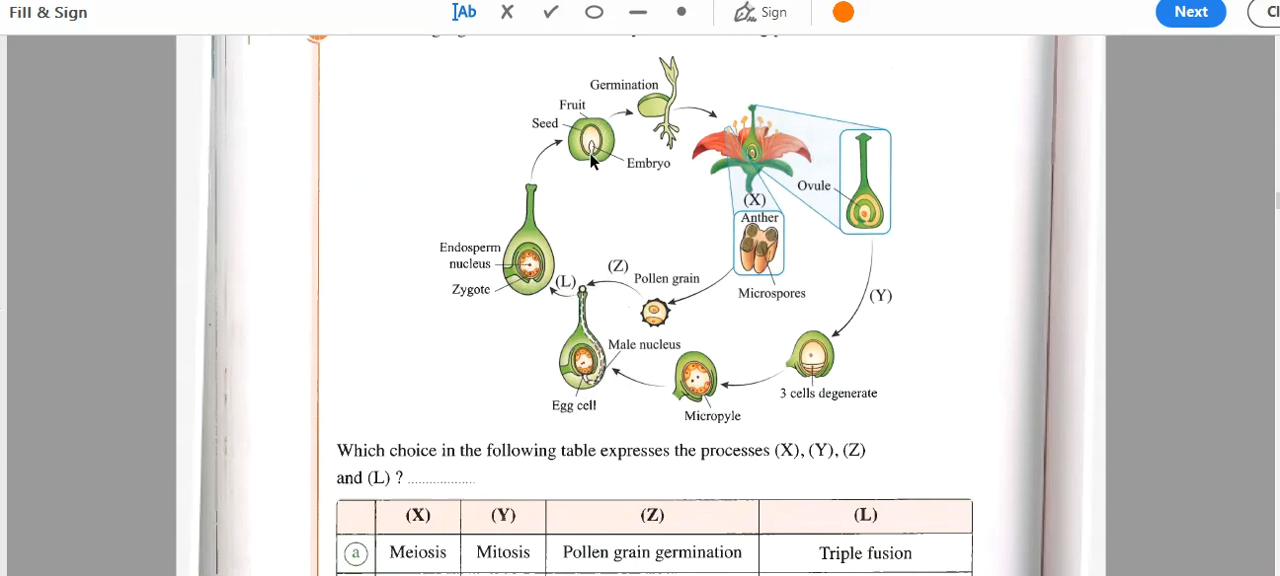 Fill & Sign
Ab
Sign
Next
Germination
Fruit
Seed
Embryo
Ovule
(X)
Anther
Endosperm
nucleus
(Z)
(L)
Pollen grain
Zygote
Microspores
(Y)
Male nucleus
3 cells degenerate
Egg cell
Micropyle
Which choice in the following table expresses the processes (X), (Y), (Z)
and (L) ? ...................
(X) (Y) (Z) (L)
a Meiosis Mitosis Pollen grain germination Triple fusion